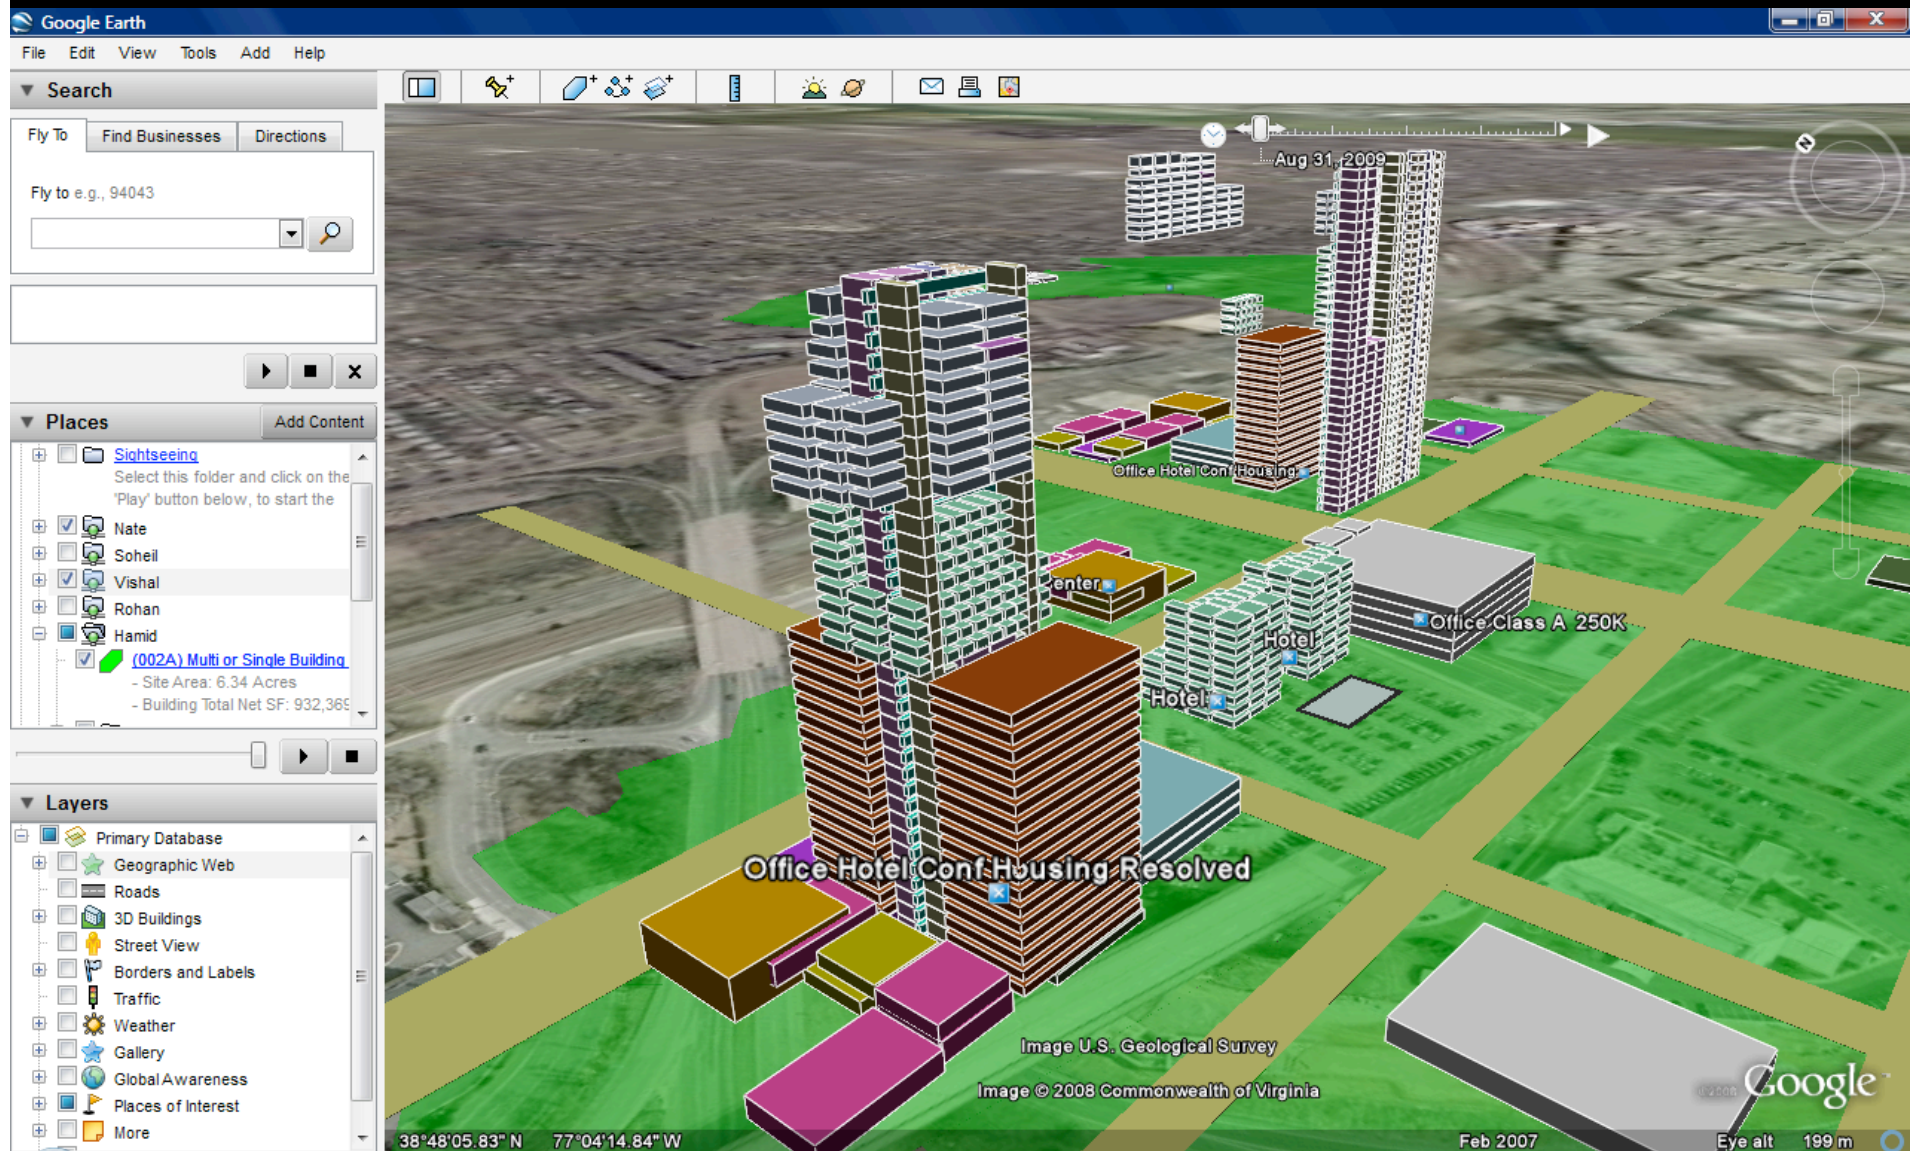 Google Earth
File Edit View Tools Add Help
Search
Fly To Find Businesses Directions
Fly to e.g., 94043
Places Add Content
Sightseeing
Select this folder and click on the
'Play' button below, to start the
Nate
Soheil
Vishal
Rohan
Hamid
(002A) Multi or Single Building
- Site Area: 6.34 Acres
- Building Total Net SF: 932,369
Layers
Primary Database
Geographic Web
Roads
3D Buildings
Street View
Borders and Labels
Traffic
Weather
Gallery
Global Awareness
Places of Interest
More
Aug 31, 2009
N
Office Hotel Conf Housing
enter
Office Class A 250K
Hotel
Hotel
Office Hotel Conf Housing Resolved
Image U.S. Geological Survey
Image © 2008 Commonwealth of Virginia
©2008 Google
38°48'05.83" N 77°04'14.84" W Feb 2007 Eye alt 199 m